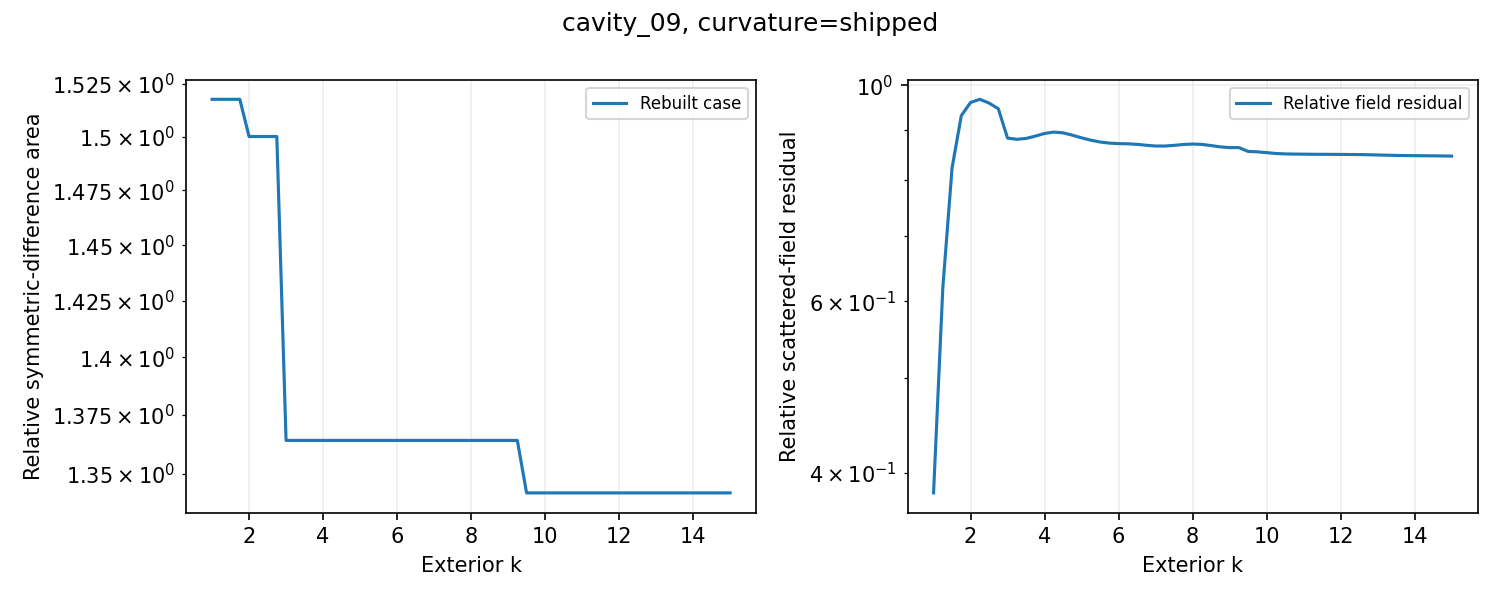 cavity_09, curvature=shipped
Relative symmetric-difference area
1.525 × 10⁰
1.5 × 10⁰
1.475 × 10⁰
1.45 × 10⁰
1.425 × 10⁰
1.4 × 10⁰
1.375 × 10⁰
1.35 × 10⁰
Rebuilt case
2 4 6 8 10 12 14
Exterior k
Relative scattered-field residual
10⁰
6 × 10⁻¹
4 × 10⁻¹
Relative field residual
2 4 6 8 10 12 14
Exterior k